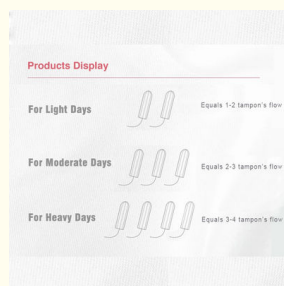 Products Display
For Light Days
Equals 1-2 tampon's flow
For Moderate Days
Equals 2-3 tampon's flow
For Heavy Days
Equals 3-4 tampon's flow